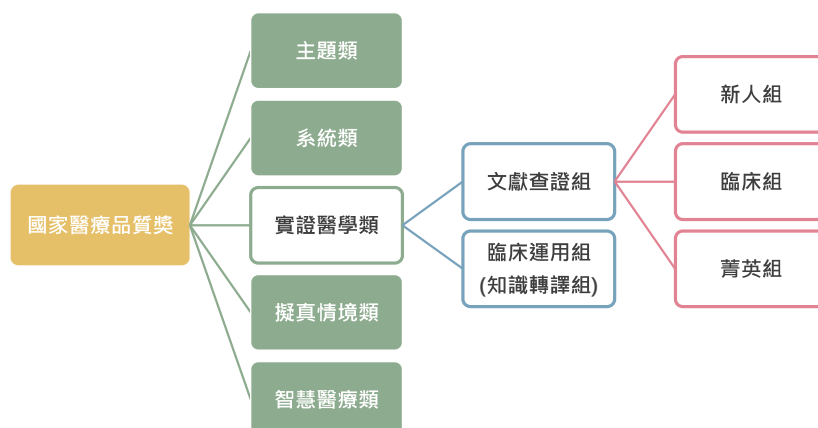 國家醫療品質獎
主題類
系統類
實證醫學類
擬真情境類
智慧醫療類
文獻查證組
臨床運用組
(知識轉譯組)
新人組
臨床組
菁英組